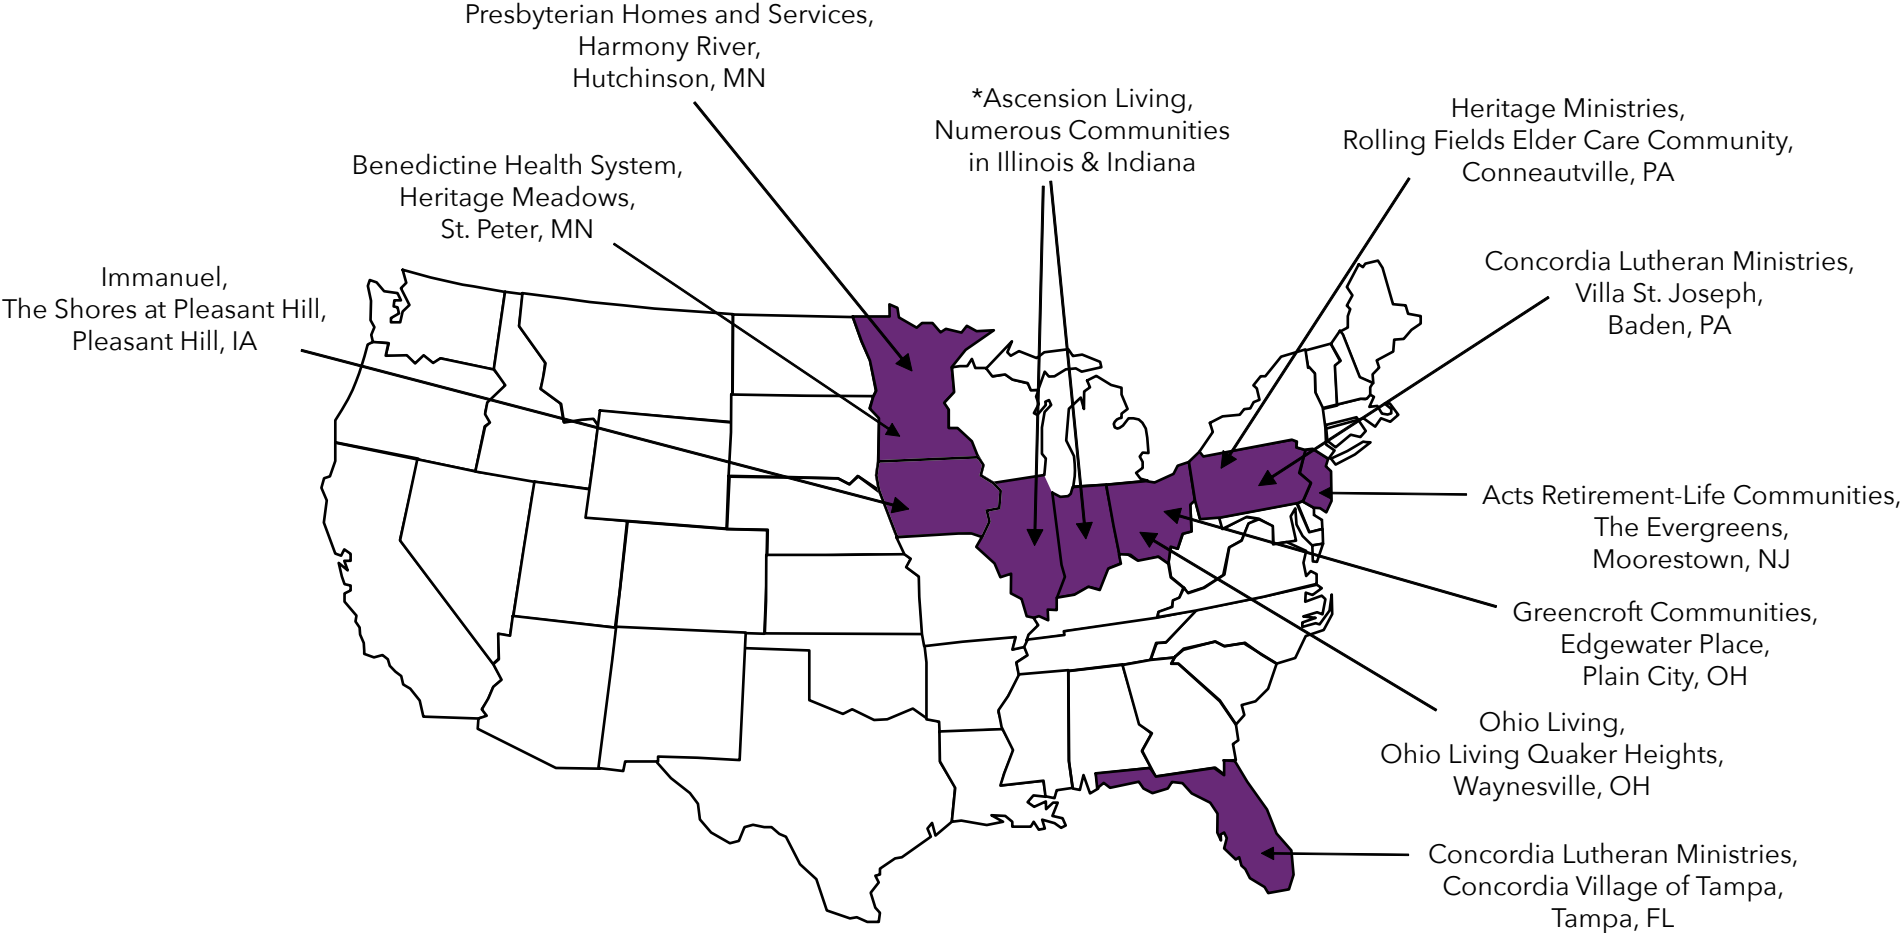 Presbyterian Homes and Services,
Harmony River,
Hutchinson, MN
*Ascension Living,
Numerous Communities
in Illinois & Indiana
Heritage Ministries,
Rolling Fields Elder Care Community,
Conneautville, PA
Benedictine Health System,
Heritage Meadows,
St. Peter, MN
Concordia Lutheran Ministries,
Villa St. Joseph,
Baden, PA
Immanuel,
The Shores at Pleasant Hill,
Pleasant Hill, IA
Acts Retirement-Life Communities,
The Evergreens,
Moorestown, NJ
Greencroft Communities,
Edgewater Place,
Plain City, OH
Ohio Living,
Ohio Living Quaker Heights,
Waynesville, OH
Concordia Lutheran Ministries,
Concordia Village of Tampa,
Tampa, FL